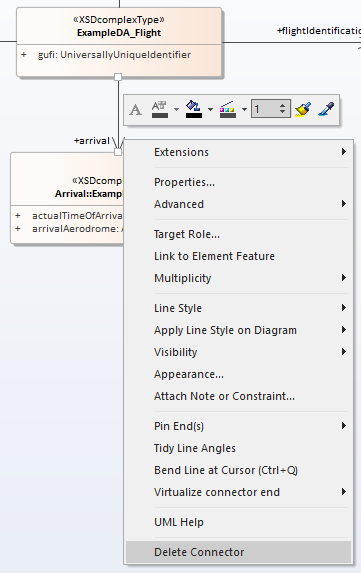 «XSDcomplexType»
ExampleDA_Flight
+ gufi: UniversallyUniqueIdentifier
+flightIdentificatio
A ABT 1
+arrival
«XSDcomp
Arrival::Examp
+ actualTimeOfArriva
+ arrivalAerodrome: A
Extensions
Properties...
Advanced
Target Role...
Link to Element Feature
Multiplicity
Line Style
Apply Line Style on Diagram
Visibility
Appearance...
Attach Note or Constraint...
Pin End(s)
Tidy Line Angles
Bend Line at Cursor (Ctrl+Q)
Virtualize connector end
UML Help
Delete Connector